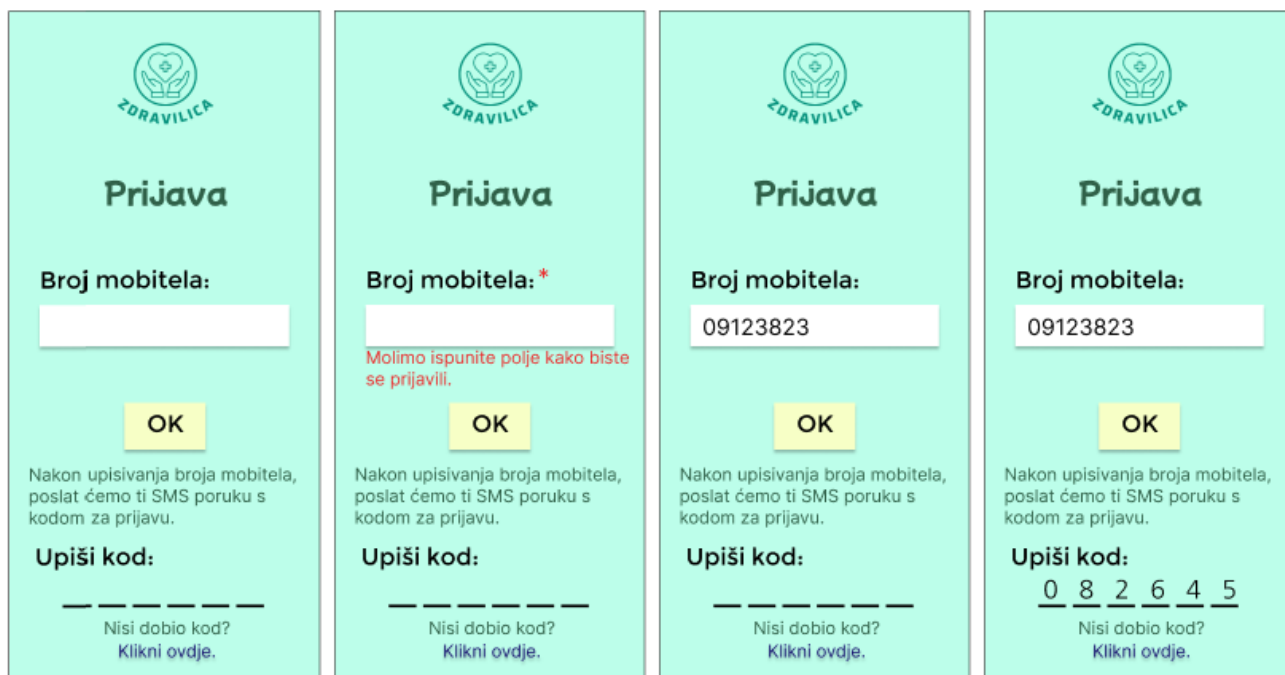 ZDRAVILICA
Prijava
Broj mobitela:
OK
Nakon upisivanja broja mobitela,
poslat ćemo ti SMS poruku s
kodom za prijavu.
Upiši kod:
Nisi dobio kod?
Klikni ovdje.
ZDRAVILICA
Prijava
Broj mobitela:*
Molimo ispunite polje kako biste
se prijavili.
OK
Nakon upisivanja broja mobitela,
poslat ćemo ti SMS poruku s
kodom za prijavu.
Upiši kod:
Nisi dobio kod?
Klikni ovdje.
ZDRAVILICA
Prijava
Broj mobitela:
09123823
OK
Nakon upisivanja broja mobitela,
poslat ćemo ti SMS poruku s
kodom za prijavu.
Upiši kod:
Nisi dobio kod?
Klikni ovdje.
ZDRAVILICA
Prijava
Broj mobitela:
09123823
OK
Nakon upisivanja broja mobitela,
poslat ćemo ti SMS poruku s
kodom za prijavu.
Upiši kod:
0 8 2 6 4 5
Nisi dobio kod?
Klikni ovdje.